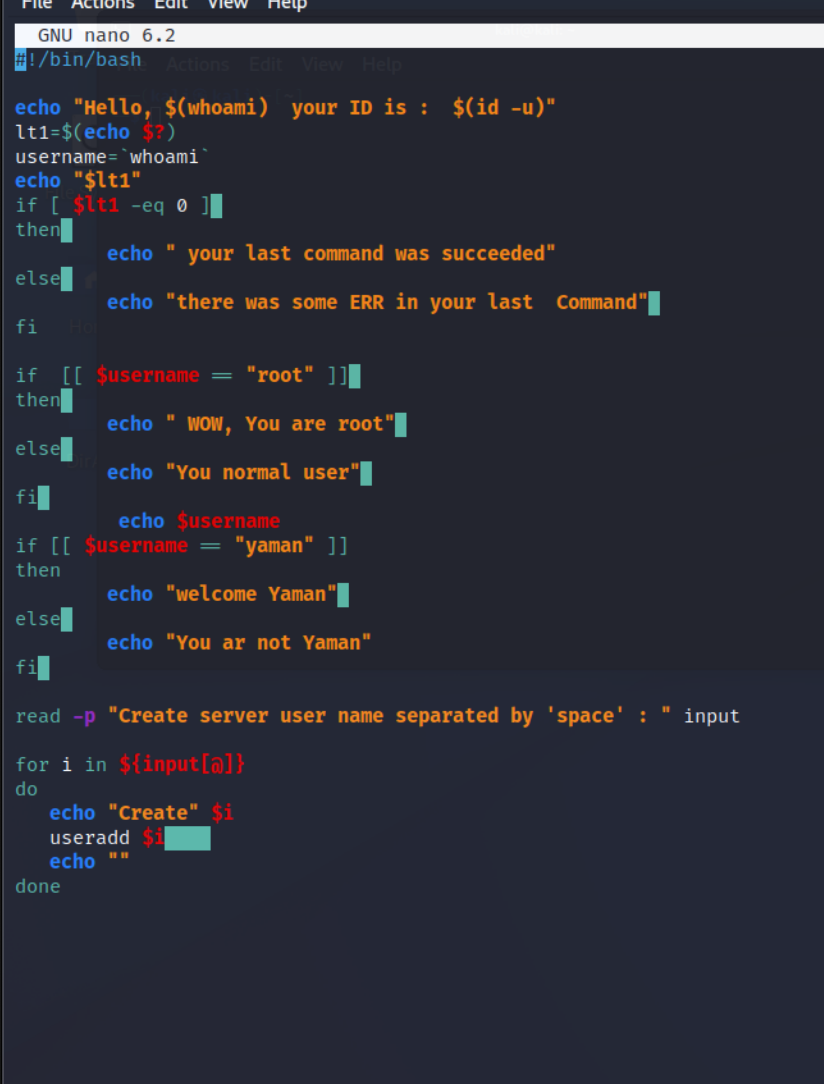 File Actions Edit View Help
GNU nano 6.2
#!/bin/bash
File Actions Edit View Help
echo "Hello, $(whoami)  your ID is :  $(id -u)"
lt1=$(echo $?)
username=`whoami`
echo "$lt1"
if [ $lt1 -eq 0 ]
then
        echo " your last command was succeeded"
else
        echo "there was some ERR in your last  Command"
fi
if  [[ $username == "root" ]]
then
        echo " WOW, You are root"
else
        echo "You normal user"
fi
         echo $username
if [[ $username == "yaman" ]]
then
        echo "welcome Yaman"
else
        echo "You ar not Yaman"
fi
read -p "Create server user name separated by 'space' : " input
for i in ${input[@]}
do
   echo "Create" $i
   useradd $i
   echo ""
done